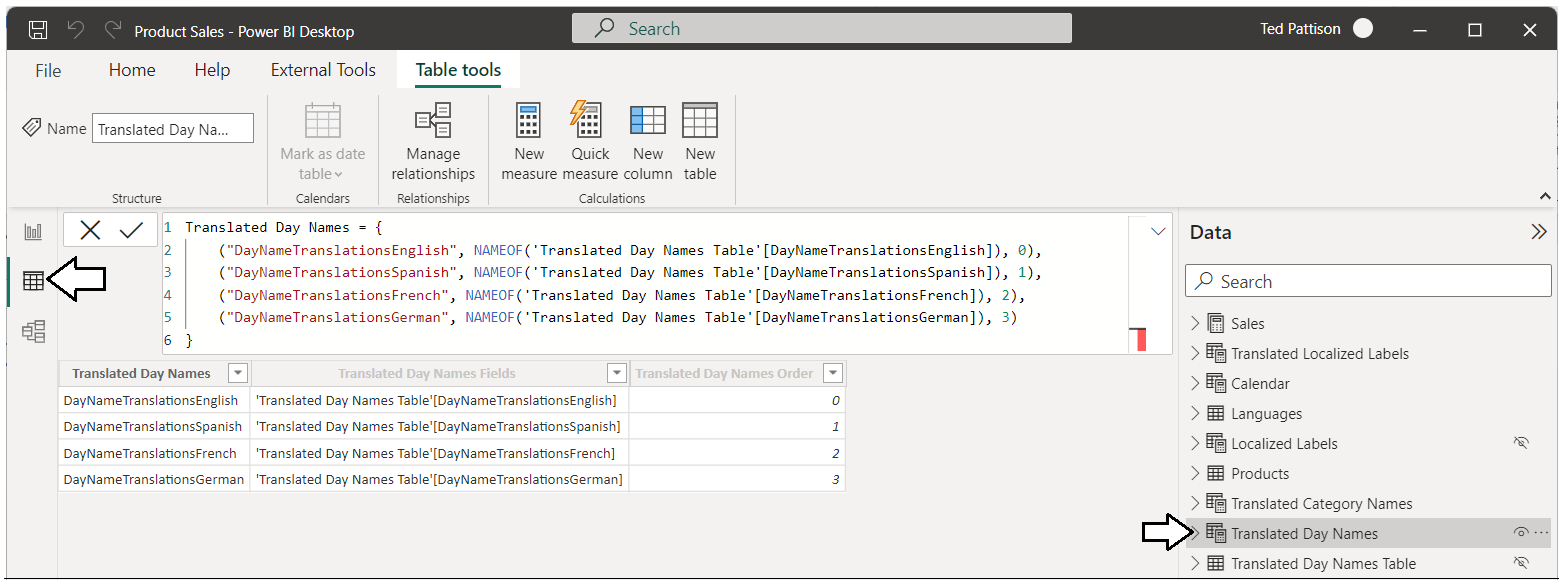 Product Sales - Power BI Desktop
Search
Ted Pattison
File Home Help External Tools Table tools
Name Translated Day Na...
Mark as date table
Manage relationships
New measure
Quick measure
New column
New table
Structure Calendars Relationships Calculations
1 Translated Day Names = {
2 ("DayNameTranslationsEnglish", NAMEOF('Translated Day Names Table'[DayNameTranslationsEnglish]), 0),
3 ("DayNameTranslationsSpanish", NAMEOF('Translated Day Names Table'[DayNameTranslationsSpanish]), 1),
4 ("DayNameTranslationsFrench", NAMEOF('Translated Day Names Table'[DayNameTranslationsFrench]), 2),
5 ("DayNameTranslationsGerman", NAMEOF('Translated Day Names Table'[DayNameTranslationsGerman]), 3)
6 }
Translated Day Names Translated Day Names Fields Translated Day Names Order
DayNameTranslationsEnglish 'Translated Day Names Table'[DayNameTranslationsEnglish] 0
DayNameTranslationsSpanish 'Translated Day Names Table'[DayNameTranslationsSpanish] 1
DayNameTranslationsFrench 'Translated Day Names Table'[DayNameTranslationsFrench] 2
DayNameTranslationsGerman 'Translated Day Names Table'[DayNameTranslationsGerman] 3
Data
Search
Sales
Translated Localized Labels
Calendar
Languages
Localized Labels
Products
Translated Category Names
Translated Day Names
Translated Day Names Table